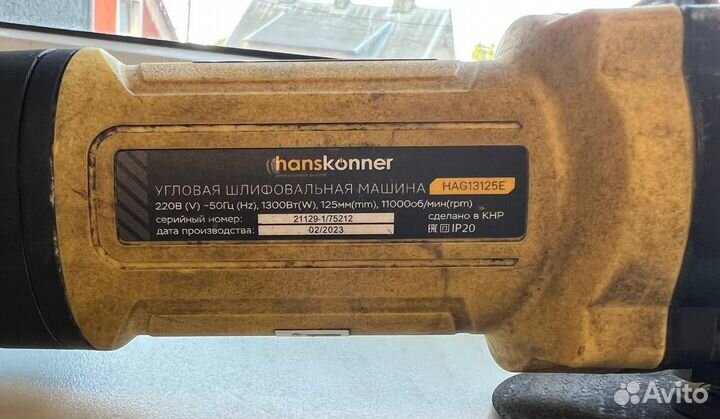 hanskonner
УГЛОВАЯ ШЛИФОВАЛЬНАЯ МАШИНА HAG13125E
220В (V) ~50Гц (Hz), 1300Вт(W), 125мм(mm), 11000об/мин(rpm)
серийный номер: 21129-1/75212 сделано в КНР
дата производства: 02/2023 EAC IP20
Avito